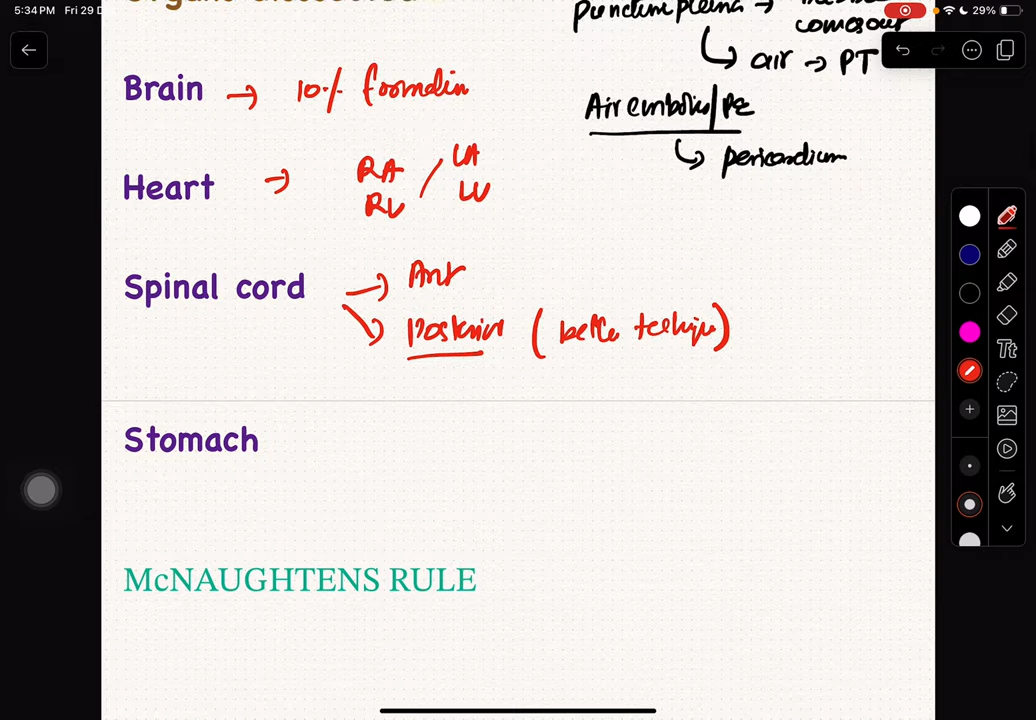 5:34 PM Fri 29 D
29%
Puncture pleura →
air → PT
Brain → 10% formalin
Air embolism/PE
pericardium
Heart → RA / LA
RV LV
Spinal cord → Ant
→ Posterior (better technique)
Stomach
McNAUGHTENS RULE
Tt